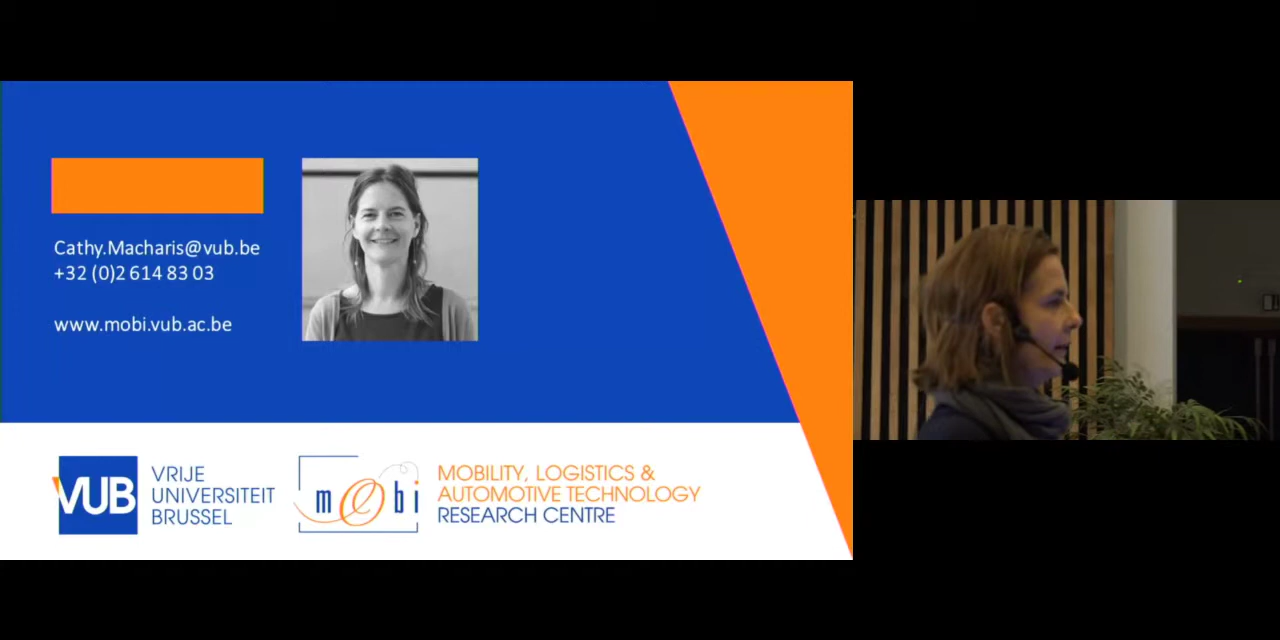 Cathy.Macharis@vub.be
+32 (0)2 614 83 03
www.mobi.vub.ac.be
VUB
VRIJE
UNIVERSITEIT
BRUSSEL
mobi
MOBILITY, LOGISTICS &
AUTOMOTIVE TECHNOLOGY
RESEARCH CENTRE